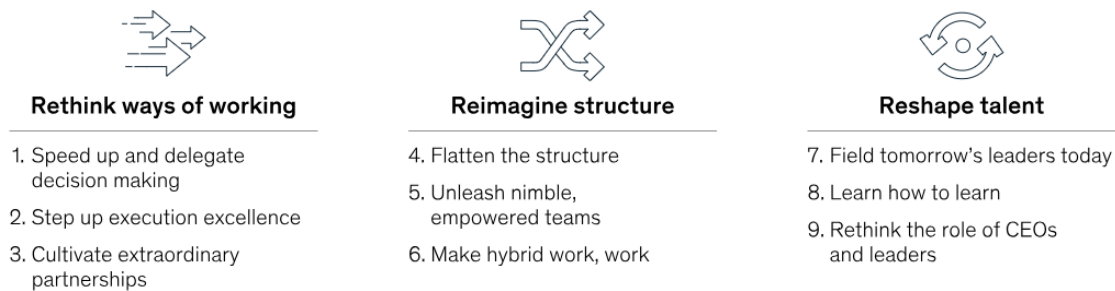 Rethink ways of working
1. Speed up and delegate
decision making
2. Step up execution excellence
3. Cultivate extraordinary
partnerships
Reimagine structure
4. Flatten the structure
5. Unleash nimble,
empowered teams
6. Make hybrid work, work
Reshape talent
7. Field tomorrow's leaders today
8. Learn how to learn
9. Rethink the role of CEOs
and leaders